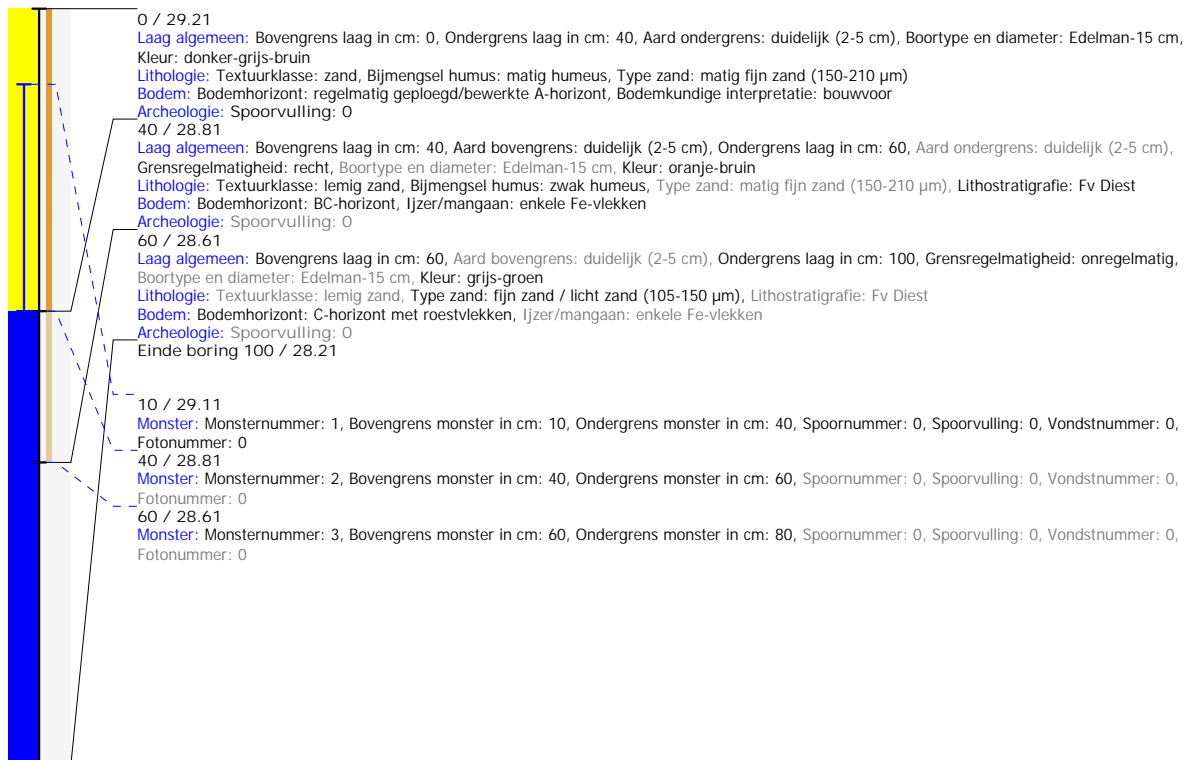 0 / 29.21
Laag algemeen: Bovengrens laag in cm: 0, Ondergrens laag in cm: 40, Aard ondergrens: duidelijk (2-5 cm), Boortype en diameter: Edelman-15 cm,
Kleur: donker-grijs-bruin
Lithologie: Textuurklasse: zand, Bijmengsel humus: matig humeus, Type zand: matig fijn zand (150-210 µm)
Bodem: Bodemhorizont: regelmatig geploegd/bewerkte A-horizont, Bodemkundige interpretatie: bouwvoor
Archeologie: Spoorvulling: 0
40 / 28.81
Laag algemeen: Bovengrens laag in cm: 40, Aard bovengrens: duidelijk (2-5 cm), Ondergrens laag in cm: 60, Aard ondergrens: duidelijk (2-5 cm),
Grensregelmatigheid: recht, Boortype en diameter: Edelman-15 cm, Kleur: oranje-bruin
Lithologie: Textuurklasse: lemig zand, Bijmengsel humus: zwak humeus, Type zand: matig fijn zand (150-210 µm), Lithostratigrafie: Fv Diest
Bodem: Bodemhorizont: BC-horizont, Ijzer/mangaan: enkele Fe-vlekken
Archeologie: Spoorvulling: 0
60 / 28.61
Laag algemeen: Bovengrens laag in cm: 60, Aard bovengrens: duidelijk (2-5 cm), Ondergrens laag in cm: 100, Grensregelmatigheid: onregelmatig,
Boortype en diameter: Edelman-15 cm, Kleur: grijs-groen
Lithologie: Textuurklasse: lemig zand, Type zand: fijn zand / licht zand (105-150 µm), Lithostratigrafie: Fv Diest
Bodem: Bodemhorizont: C-horizont met roestvlekken, Ijzer/mangaan: enkele Fe-vlekken
Archeologie: Spoorvulling: 0
Einde boring 100 / 28.21
10 / 29.11
Monster: Monsternummer: 1, Bovengrens monster in cm: 10, Ondergrens monster in cm: 40, Spoornummer: 0, Spoorvulling: 0, Vondstnummer: 0,
Fotonummer: 0
40 / 28.81
Monster: Monsternummer: 2, Bovengrens monster in cm: 40, Ondergrens monster in cm: 60, Spoornummer: 0, Spoorvulling: 0, Vondstnummer: 0,
Fotonummer: 0
60 / 28.61
Monster: Monsternummer: 3, Bovengrens monster in cm: 60, Ondergrens monster in cm: 80, Spoornummer: 0, Spoorvulling: 0, Vondstnummer: 0,
Fotonummer: 0